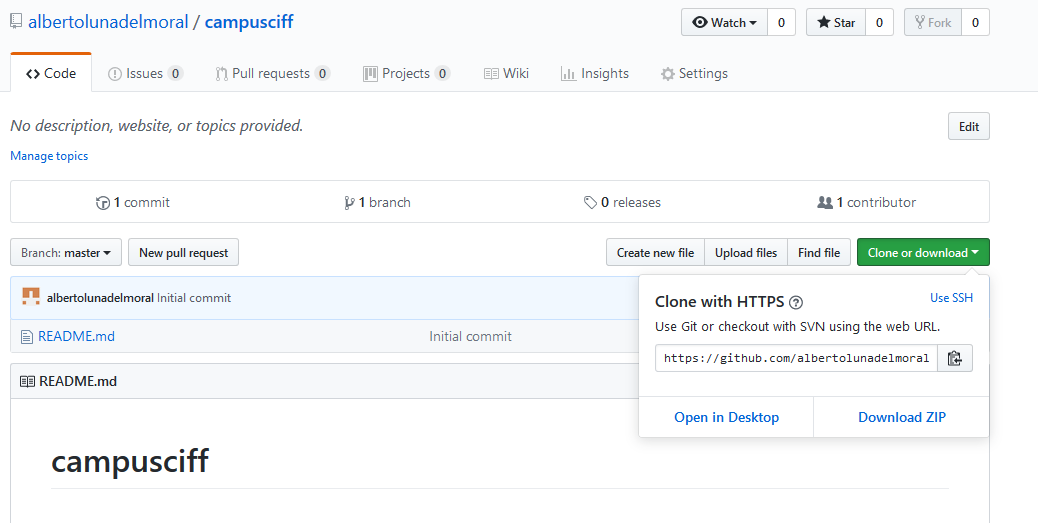 albertolunadelmoral / campusciff Watch 0 Star 0 Fork 0
Code Issues 0 Pull requests 0 Projects 0 Wiki Insights Settings
No description, website, or topics provided. Edit
Manage topics
1 commit 1 branch 0 releases 1 contributor
Branch: master New pull request Create new file Upload files Find file Clone or download
albertolunadelmoral Initial commit
README.md Initial commit
Clone with HTTPS ? Use SSH
Use Git or checkout with SVN using the web URL.
https://github.com/albertolunadelmoral
Open in Desktop Download ZIP
README.md
campusciff